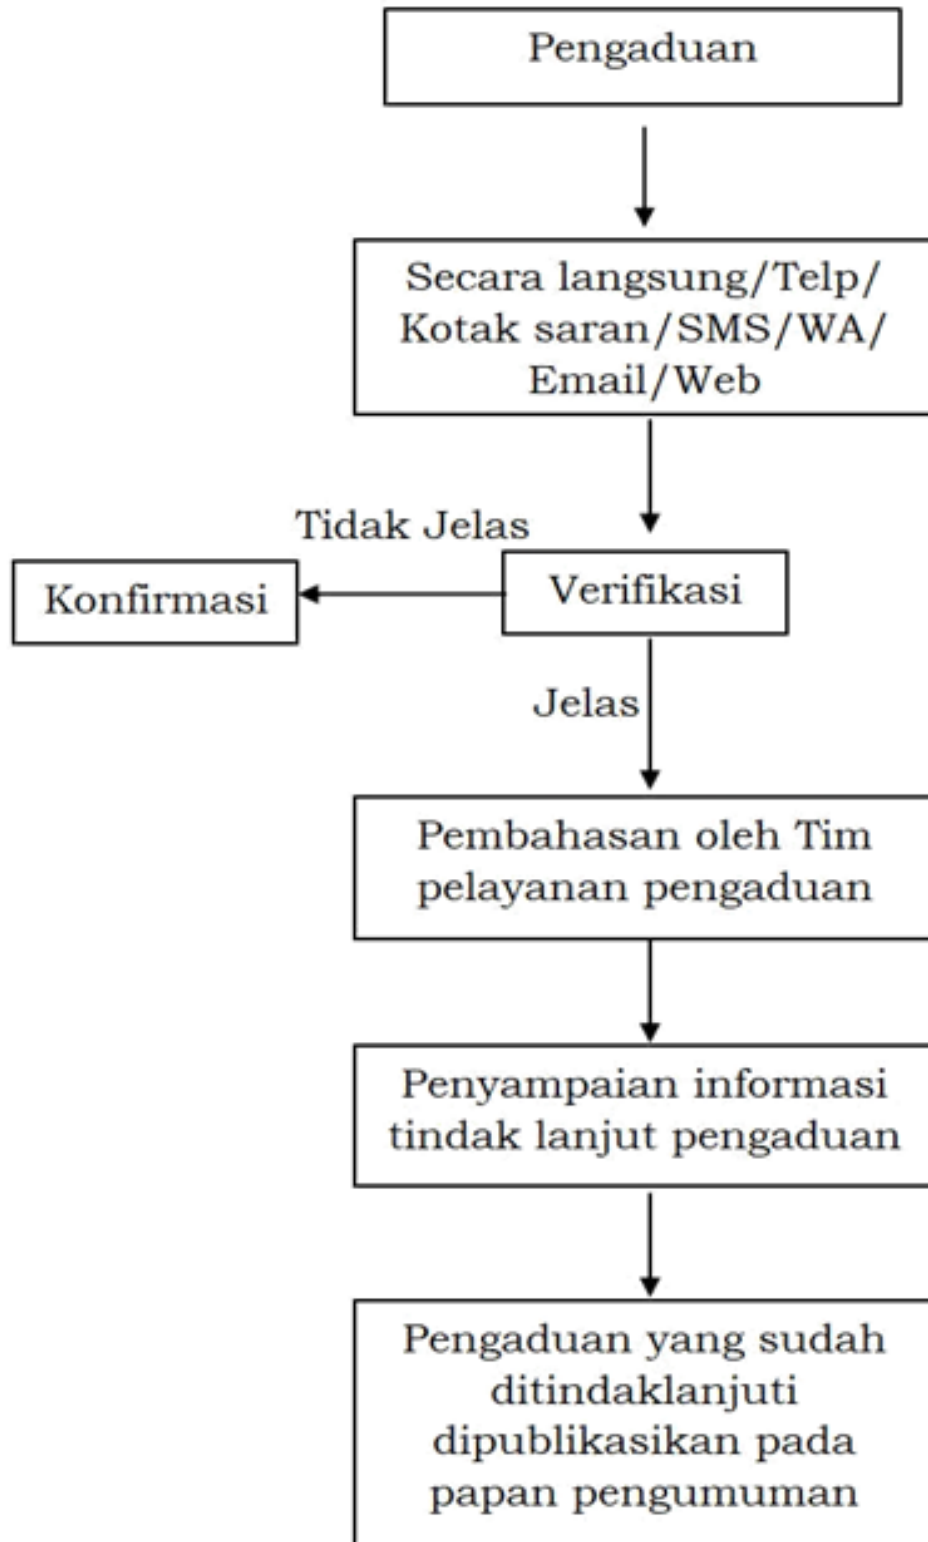 Pengaduan
Secara langsung/Telp/
Kotak saran/SMS/WA/
Email/Web
Tidak Jelas
Konfirmasi
Verifikasi
Jelas
Pembahasan oleh Tim
pelayanan pengaduan
Penyampaian informasi
tindak lanjut pengaduan
Pengaduan yang sudah
ditindaklanjuti
dipublikasikan pada
papan pengumuman